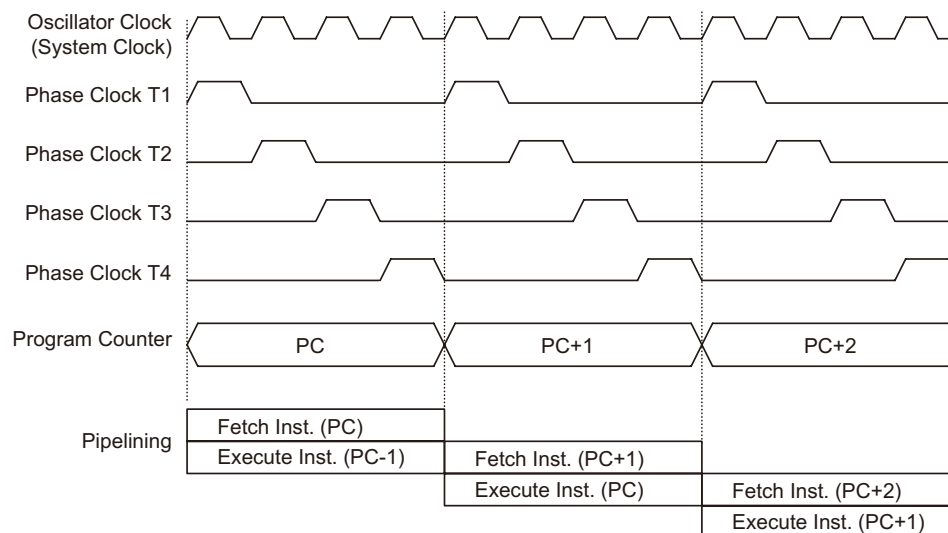 Oscillator Clock
(System Clock)
Phase Clock T1
Phase Clock T2
Phase Clock T3
Phase Clock T4
Program Counter
PC
PC+1
PC+2
Pipelining
Fetch Inst. (PC)
Execute Inst. (PC-1)
Fetch Inst. (PC+1)
Execute Inst. (PC)
Fetch Inst. (PC+2)
Execute Inst. (PC+1)